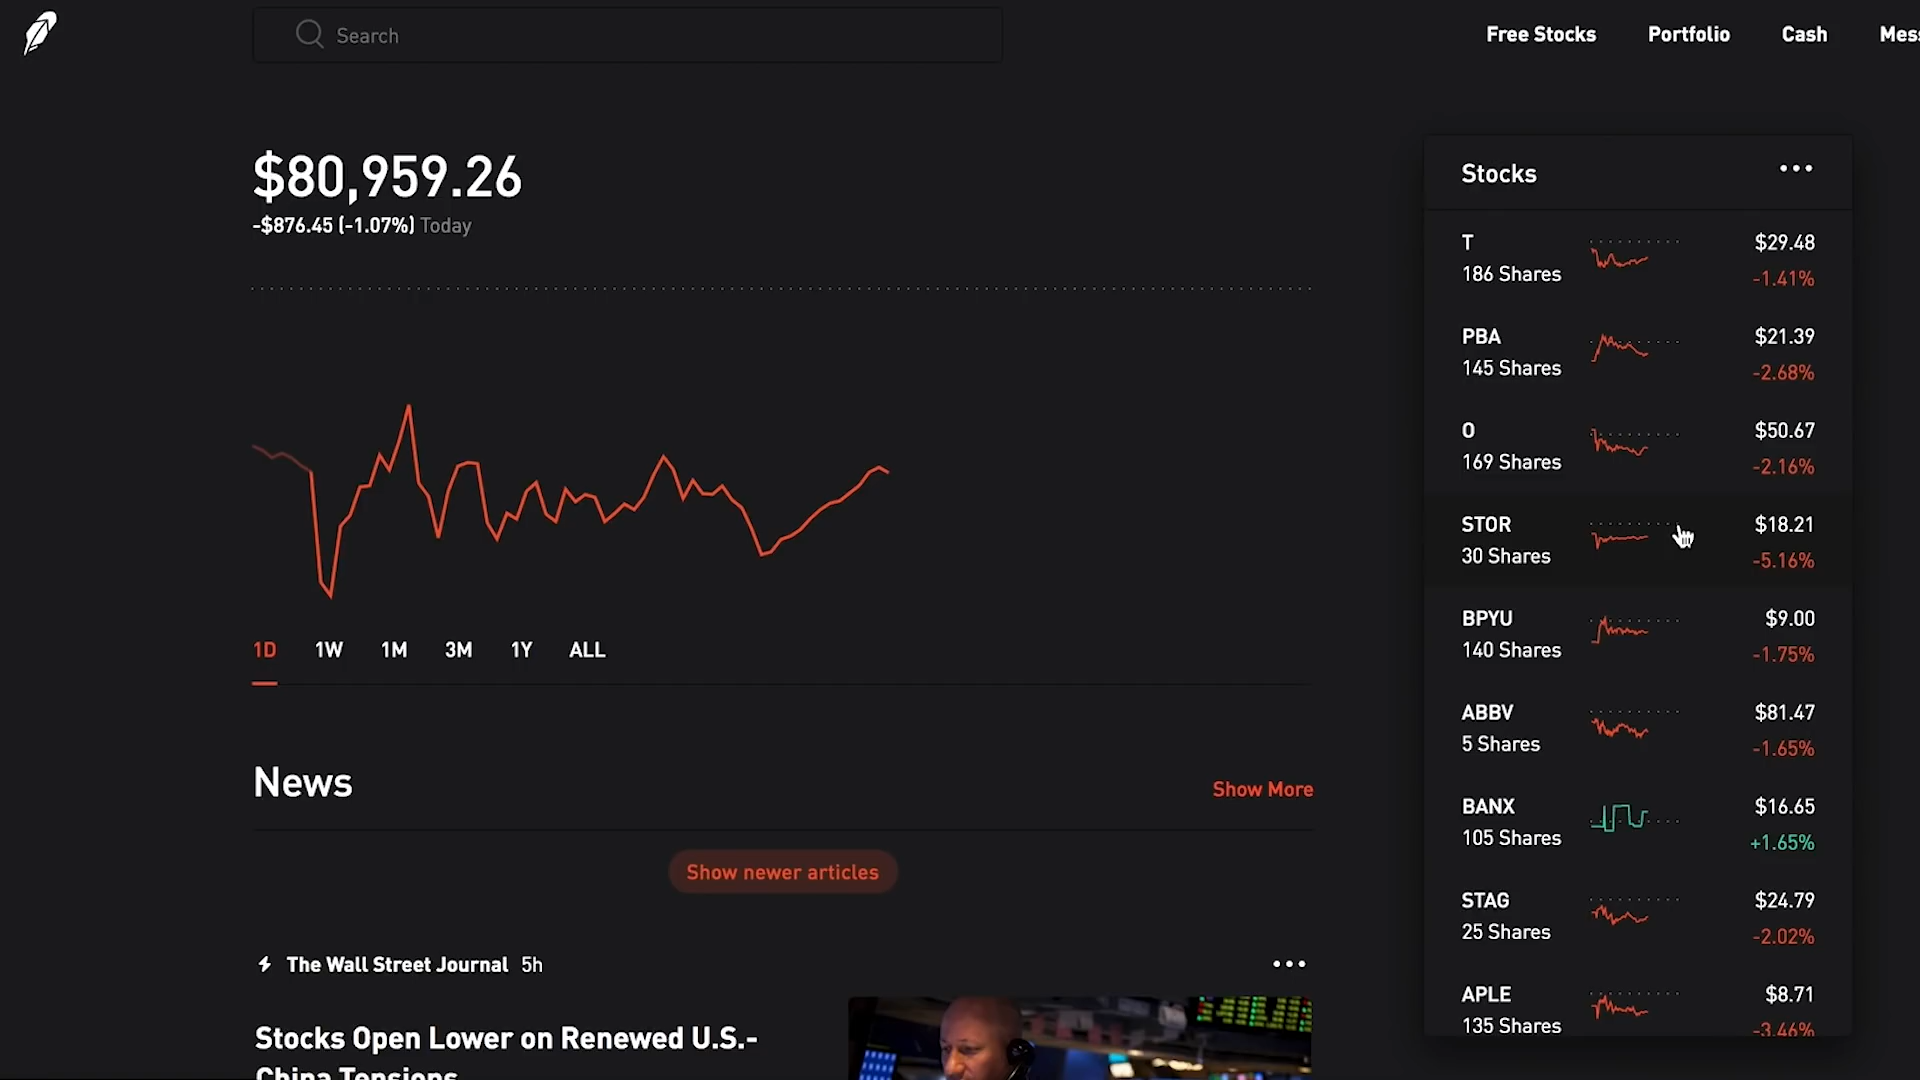 Search
Free Stocks
Portfolio
Cash
Mess
$80,959.26
-$876.45 (-1.07%) Today
1D
1W
1M
3M
1Y
ALL
News
Show More
Show newer articles
The Wall Street Journal 5h
Stocks Open Lower on Renewed U.S.-
China Tensions
Stocks
T
$29.48
186 Shares
-1.41%
PBA
$21.39
145 Shares
-2.68%
O
$50.67
169 Shares
-2.16%
STOR
$18.21
30 Shares
-5.16%
BPYU
$9.00
140 Shares
-1.75%
ABBV
$81.47
5 Shares
-1.65%
BANX
$16.65
105 Shares
+1.65%
STAG
$24.79
25 Shares
-2.02%
APLE
$8.71
135 Shares
-3.46%